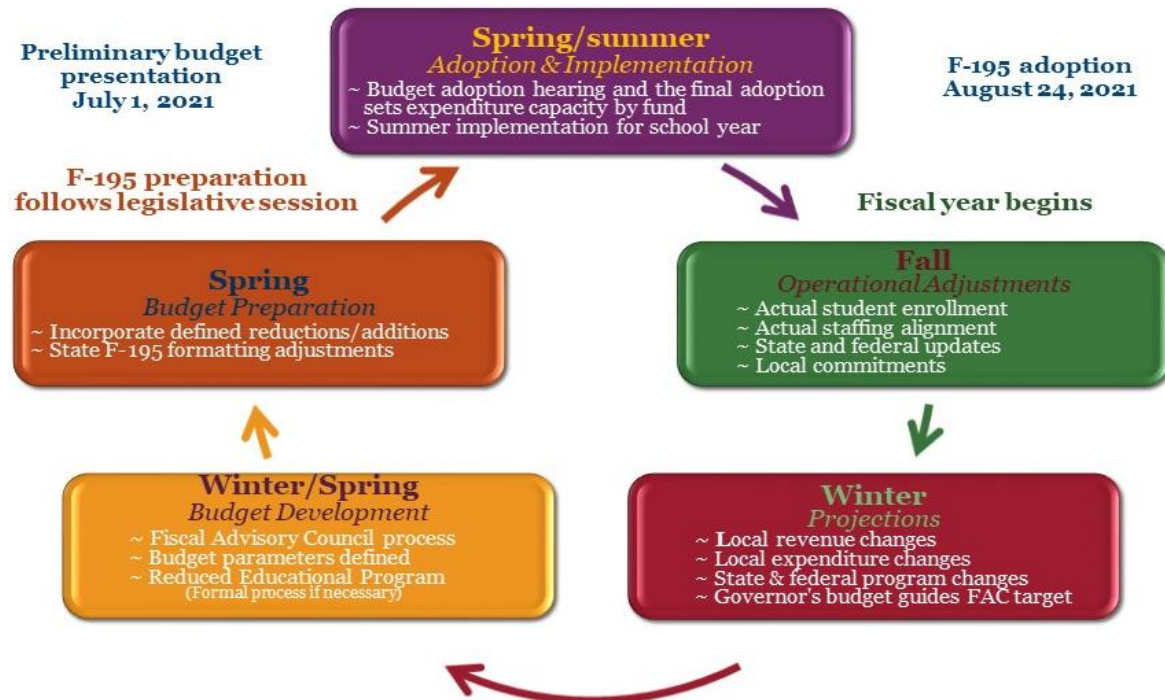 Preliminary budget
presentation
July 1, 2021
Spring/summer
Adoption & Implementation
~ Budget adoption hearing and the final adoption
sets expenditure capacity by fund
~ Summer implementation for school year
F-195 adoption
August 24, 2021
F-195 preparation
follows legislative session
Fiscal year begins
Spring
Budget Preparation
~ Incorporate defined reductions/additions
~ State F-195 formatting adjustments
Fall
Operational Adjustments
~ Actual student enrollment
~ Actual staffing alignment
~ State and federal updates
~ Local commitments
Winter/Spring
Budget Development
~ Fiscal Advisory Council process
~ Budget parameters defined
~ Reduced Educational Program
(Formal process if necessary)
Winter
Projections
~ Local revenue changes
~ Local expenditure changes
~ State & federal program changes
~ Governor's budget guides FAC target